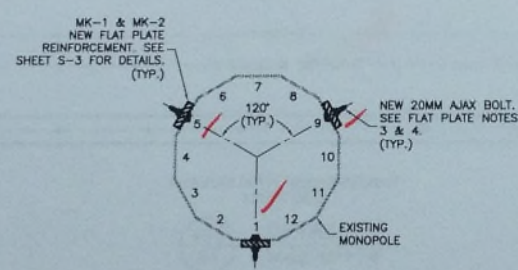 MK-1 & MK-2
NEW FLAT PLATE
REINFORCEMENT. SEE
SHEET S-3 FOR DETAILS.
(TYP.)
7
6
8
120°
(TYP.)
5
9
NEW 20MM AJAX BOLT.
SEE FLAT PLATE NOTES
3 & 4.
(TYP.)
4
10
3
11
2
1
12
EXISTING
MONOPOLE